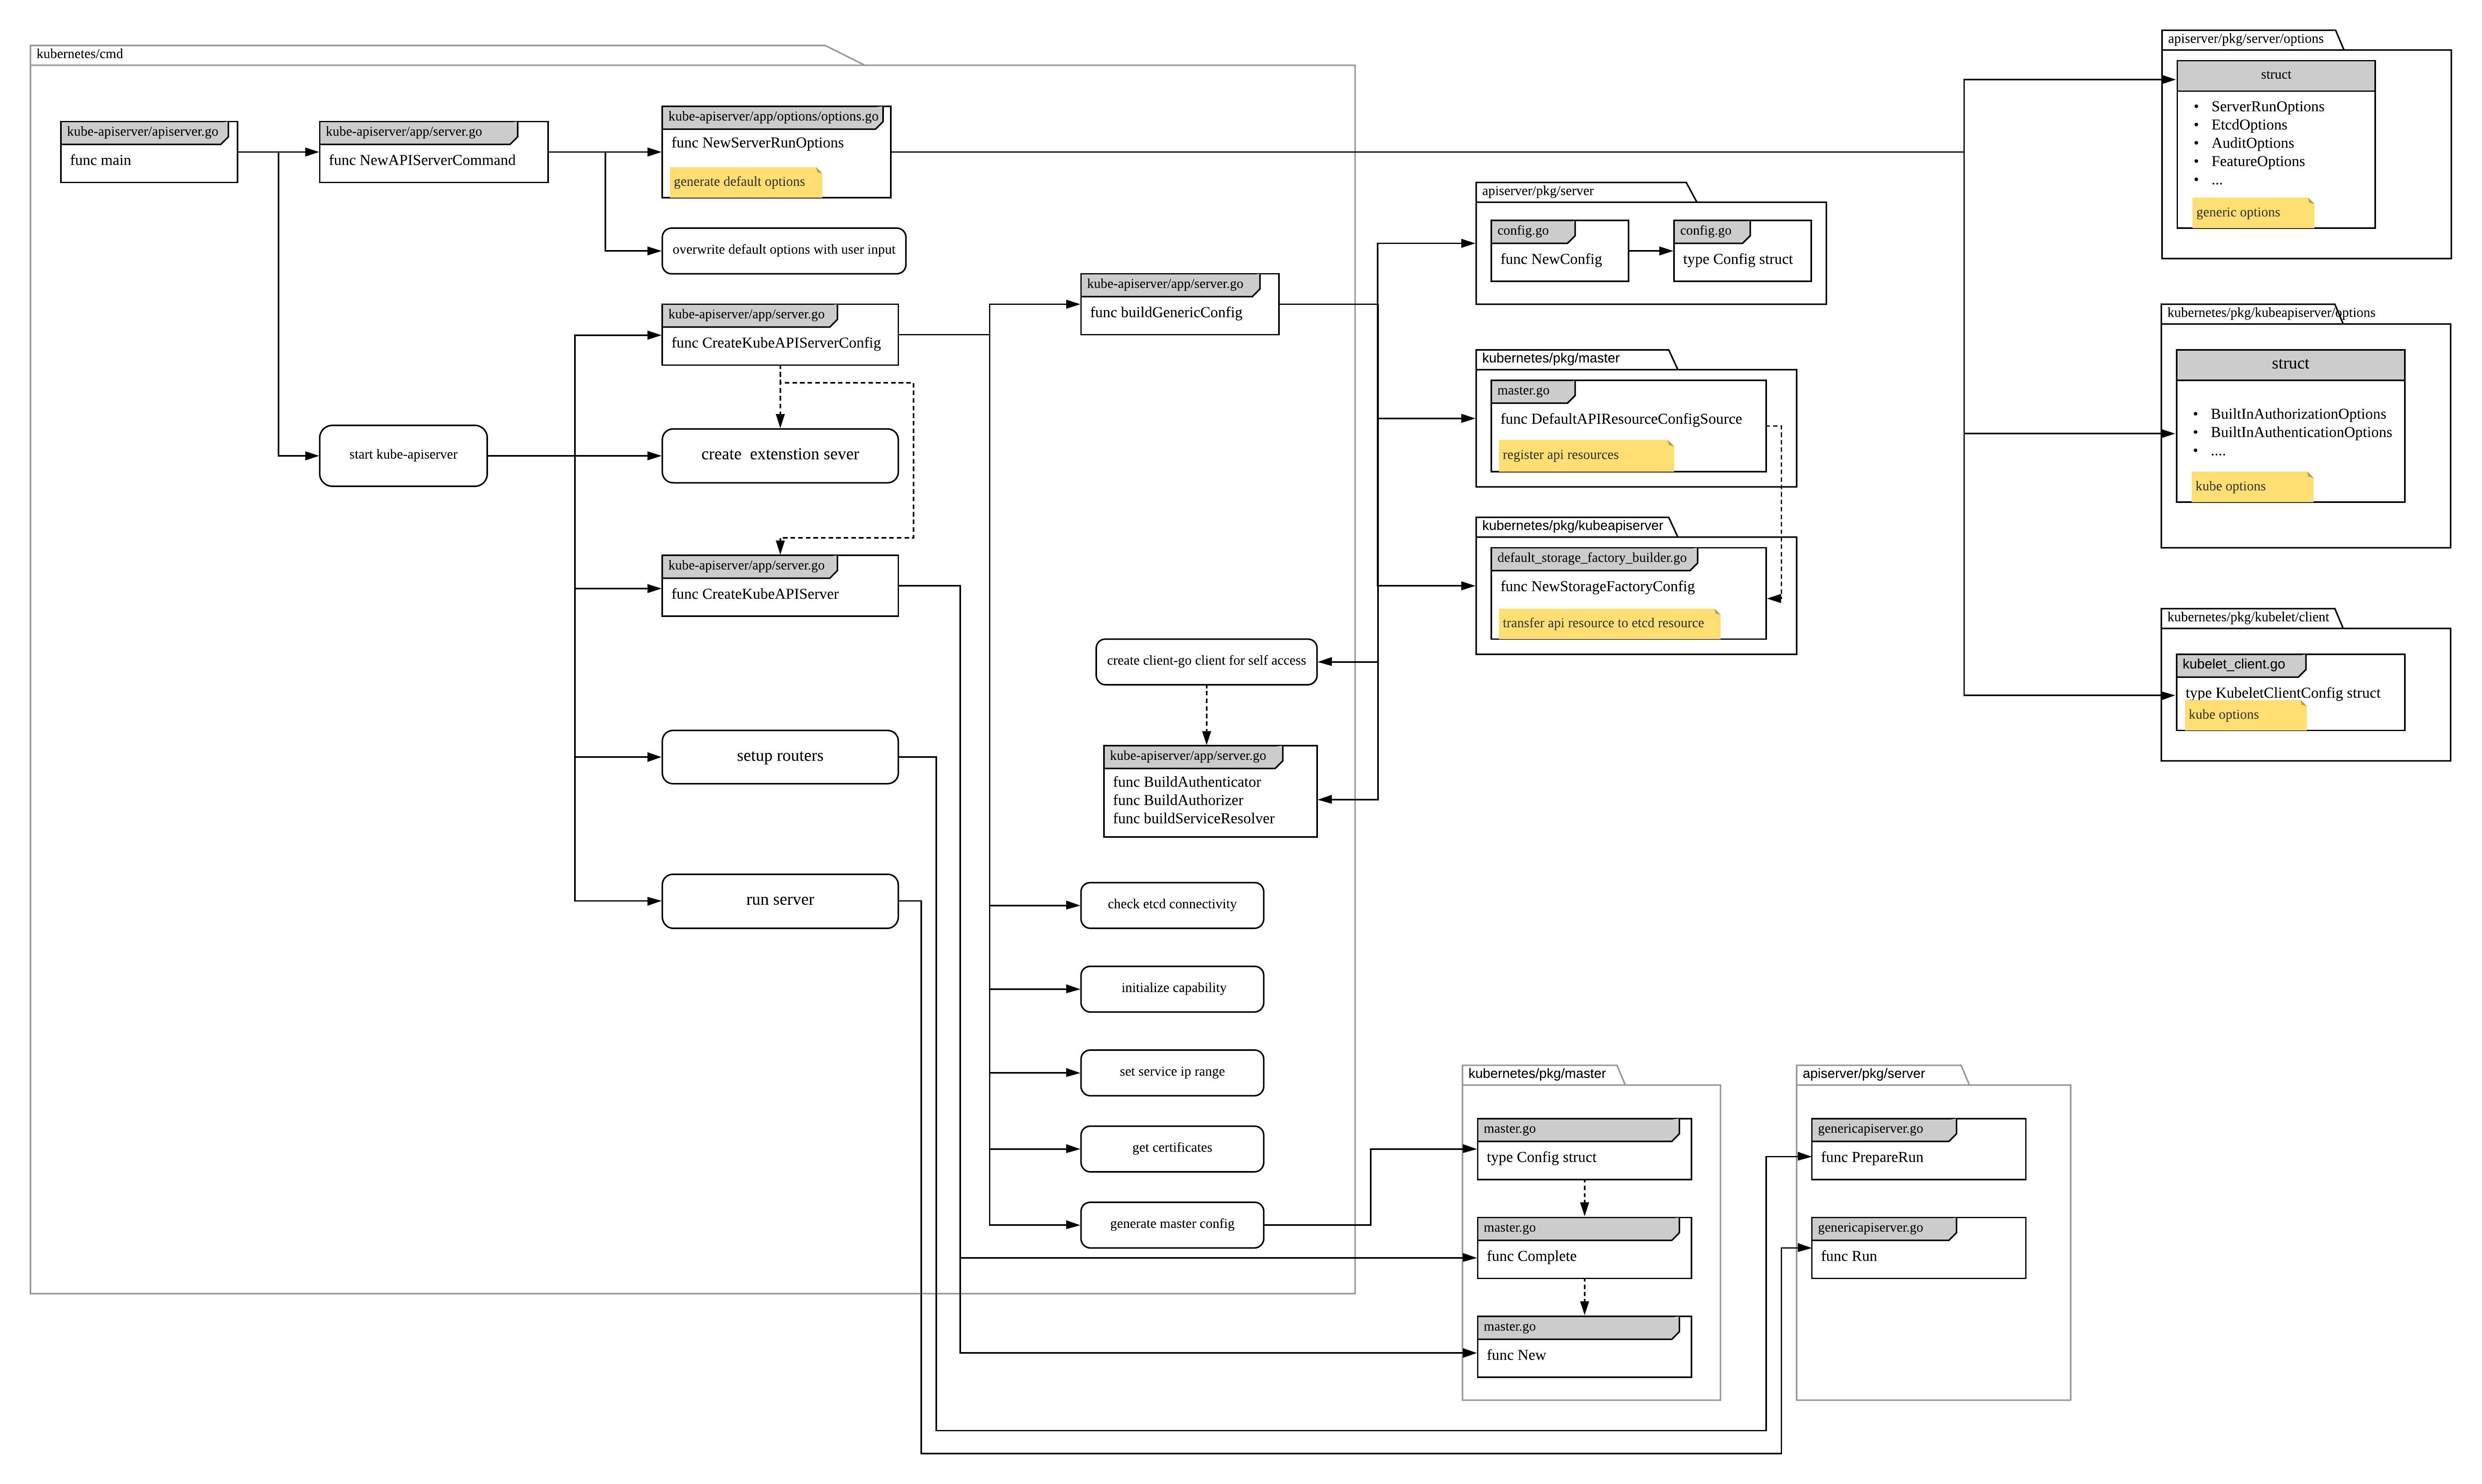 kubernetes/cmd
kube-apiserver/apiserver.go
func main
kube-apiserver/app/server.go
func NewAPIServerCommand
kube-apiserver/app/options/options.go
func NewServerRunOptions
generate default options
overwrite default options with user input
kube-apiserver/app/server.go
func CreateKubeAPIServerConfig
start kube-apiserver
create extenstion sever
kube-apiserver/app/server.go
func CreateKubeAPIServer
setup routers
run server
kube-apiserver/app/server.go
func buildGenericConfig
create client-go client for self access
kube-apiserver/app/server.go
func BuildAuthenticator
func BuildAuthorizer
func buildServiceResolver
check etcd connectivity
initialize capability
set service ip range
get certificates
generate master config
apiserver/pkg/server
config.go
func NewConfig
config.go
type Config struct
kubernetes/pkg/master
master.go
func DefaultAPIResourceConfigSource
register api resources
kubernetes/pkg/kubeapiserver
default_storage_factory_builder.go
func NewStorageFactoryConfig
transfer api resource to etcd resource
kubernetes/pkg/master
master.go
type Config struct
master.go
func Complete
master.go
func New
apiserver/pkg/server
genericapiserver.go
func PrepareRun
genericapiserver.go
func Run
apiserver/pkg/server/options
struct
• ServerRunOptions
• EtcdOptions
• AuditOptions
• FeatureOptions
• ...
generic options
kubernetes/pkg/kubeapiserver/options
struct
• BuiltInAuthorizationOptions
• BuiltInAuthenticationOptions
• ....
kube options
kubernetes/pkg/kubelet/client
kubelet_client.go
type KubeletClientConfig struct
kube options